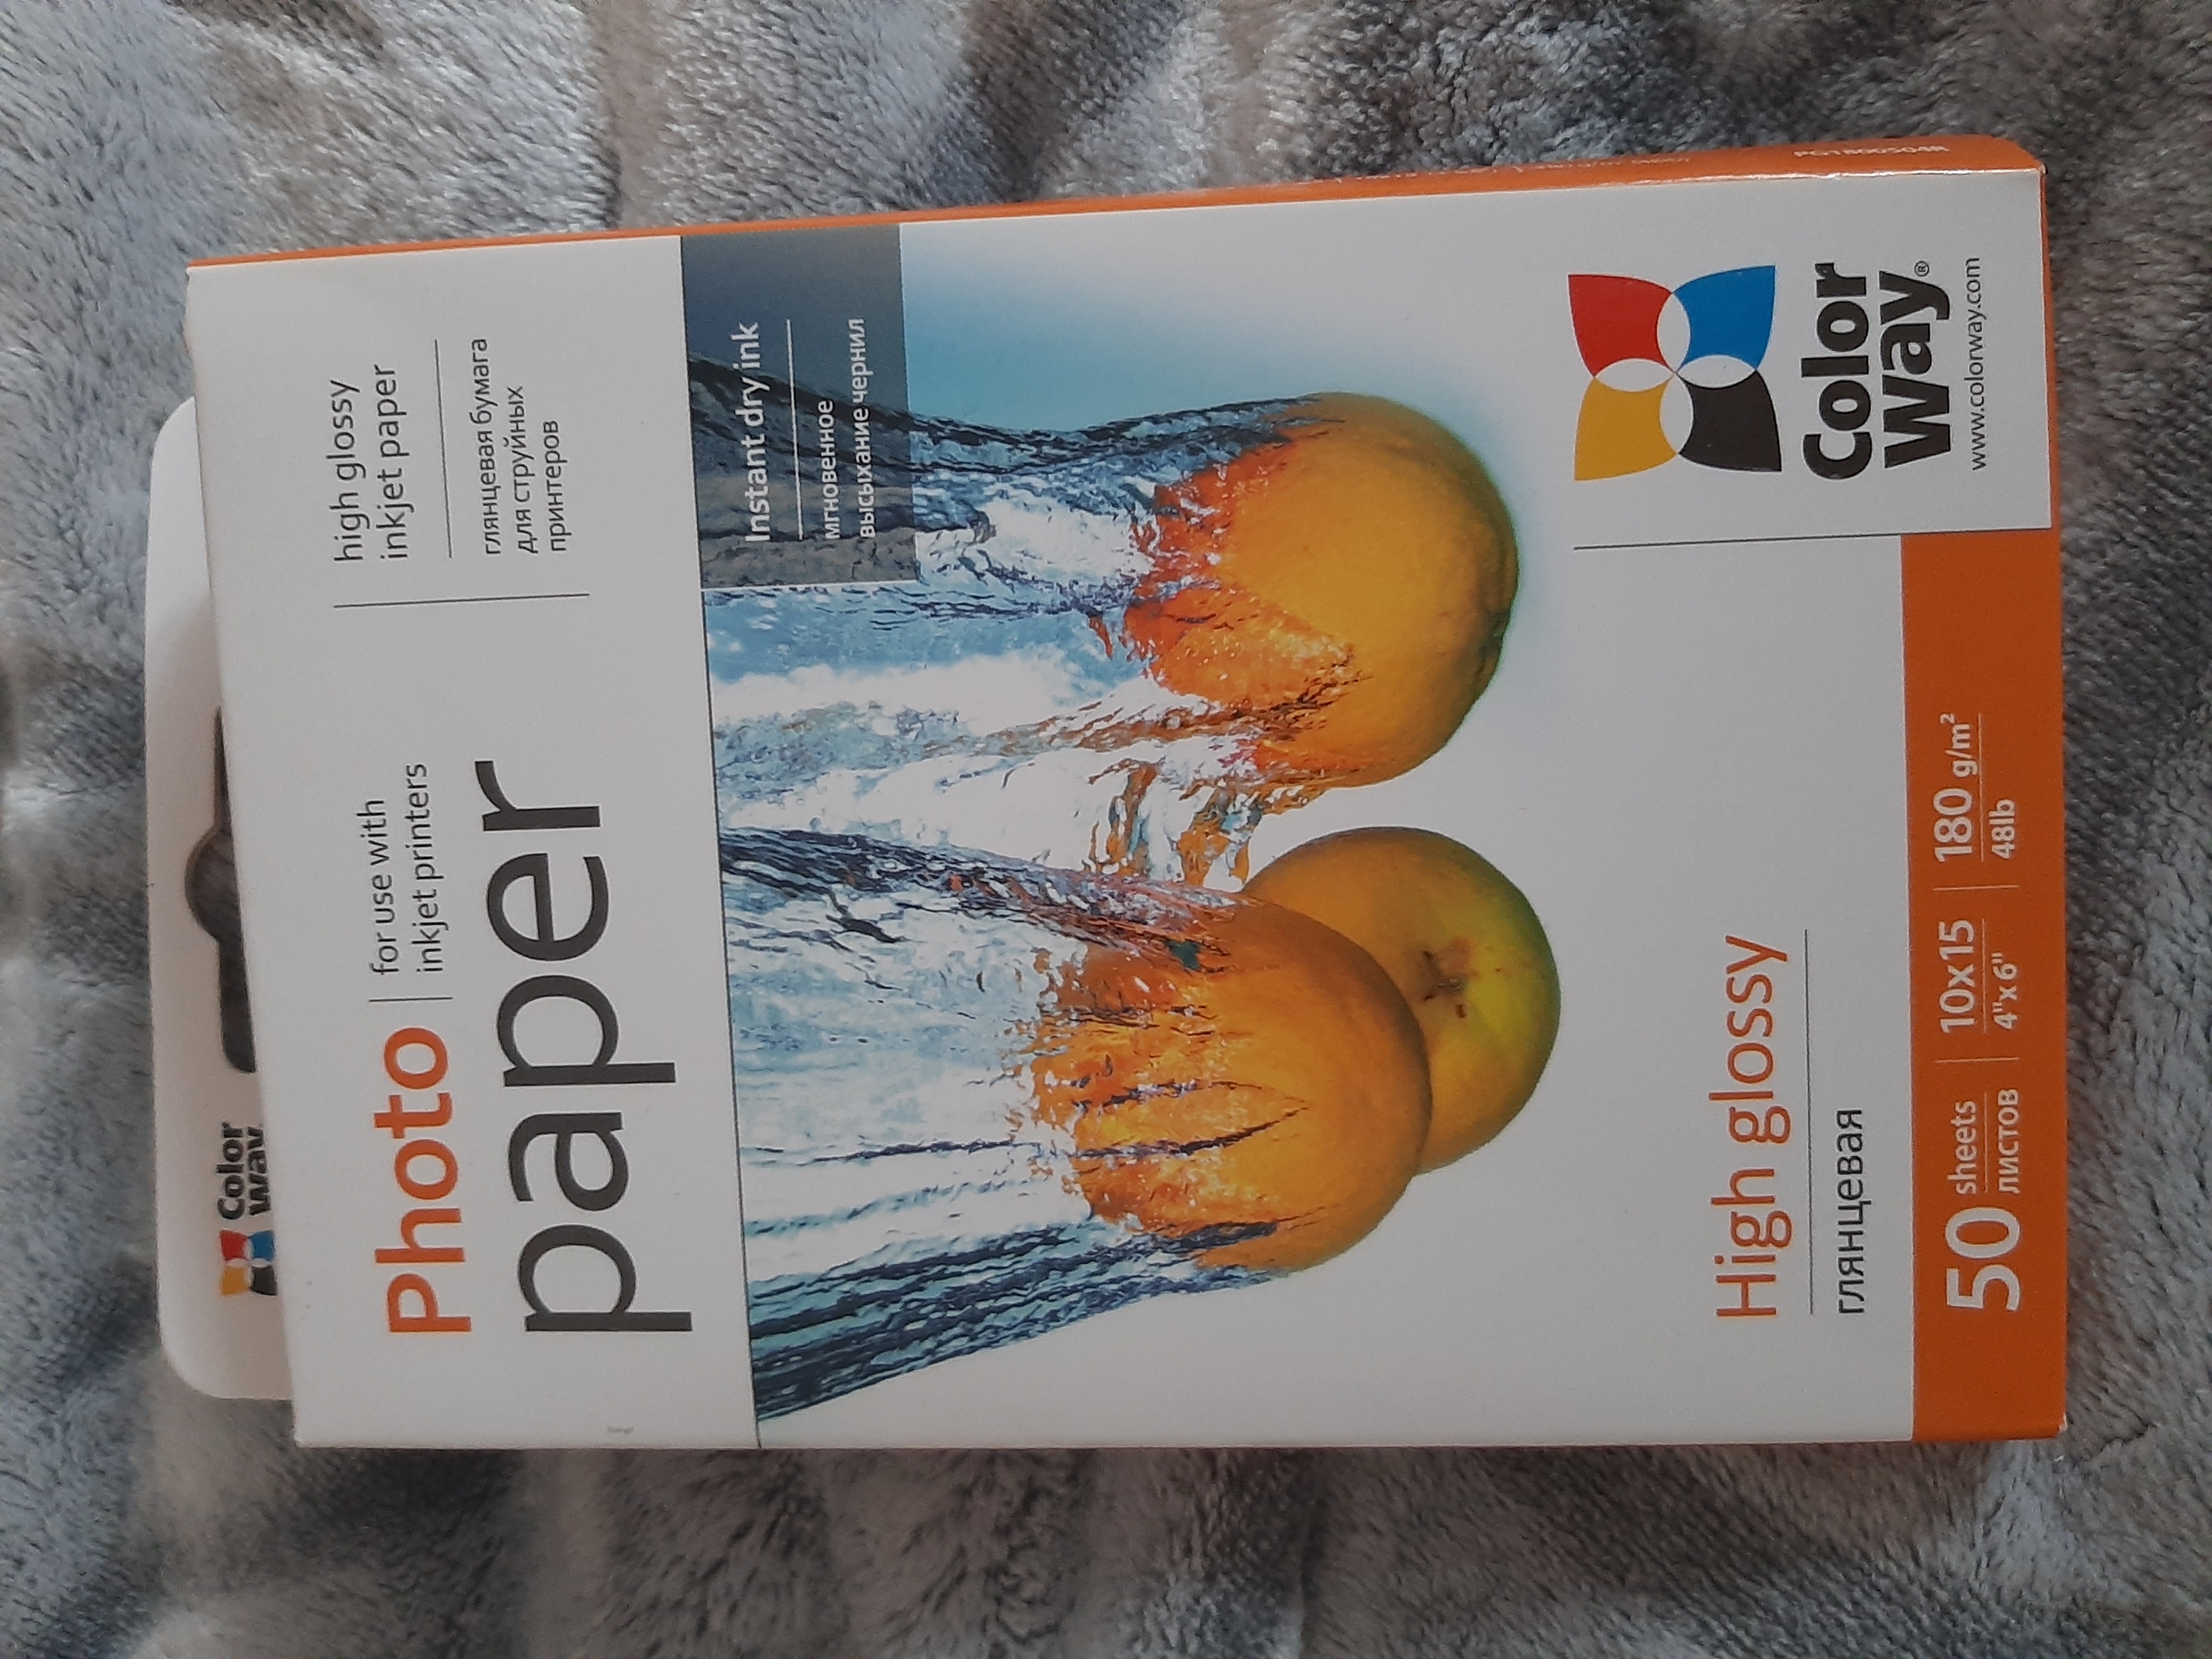 Color
Way
Photo
for use with
inkjet printers
paper
high glossy
inkjet paper
глянцевая бумага
для струйных
принтеров
Instant dry ink
мгновенное
высыхание чернил
High glossy
глянцевая
Color
Way®
www.colorway.com
50 sheets
листов
10x15
4"x6"
180 g/m²
48lb
PG1800504R